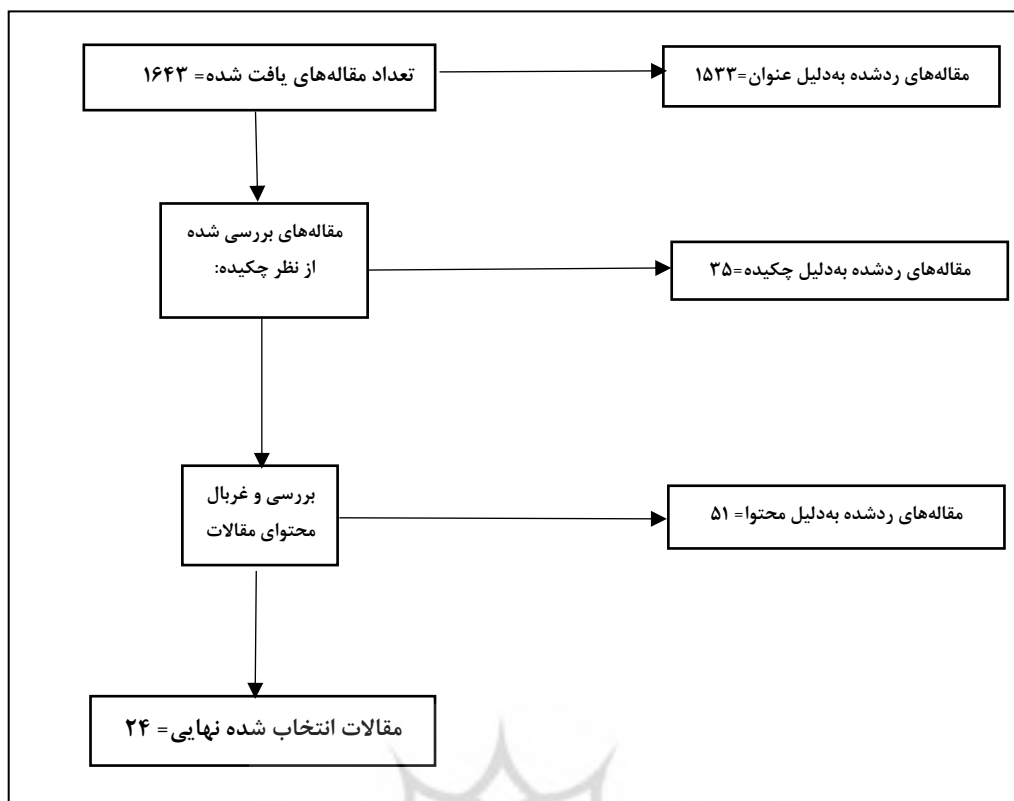 تعداد مقاله‌های یافت شده= ۱۶۴۳
مقاله‌های ردشده به‌دلیل عنوان=۱۵۳۳
مقاله‌های بررسی شده
از نظر چکیده:
مقاله‌های ردشده به‌دلیل چکیده=۳۵
بررسی و غربال
محتوای مقالات
مقاله‌های ردشده به‌دلیل محتوا= ۵۱
مقالات انتخاب شده نهایی= ۲۴